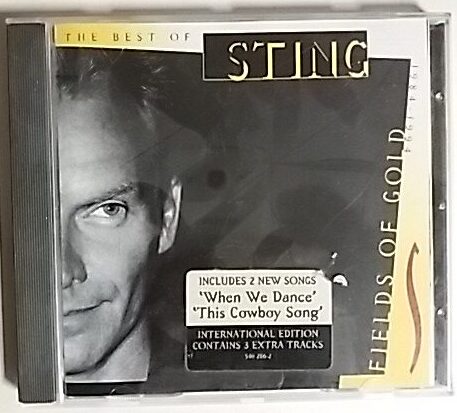 THE BEST OF
STING
1984-1994
FIELDS OF GOLD
INCLUDES 2 NEW SONGS
'When We Dance'
'This Cowboy Song'
INTERNATIONAL EDITION
CONTAINS 3 EXTRA TRACKS